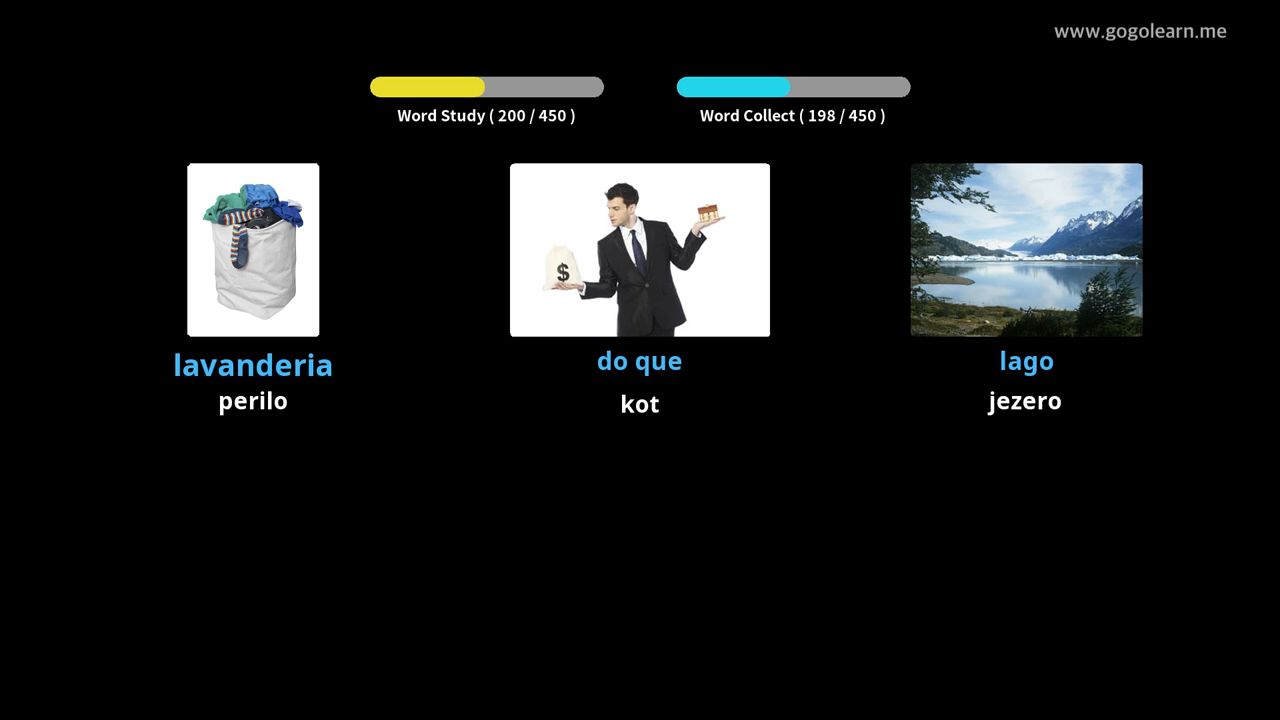 www.gogolearn.me
Word Study ( 200 / 450 )
Word Collect ( 198 / 450 )
$
lavanderia
perilo
do que
kot
lago
jezero